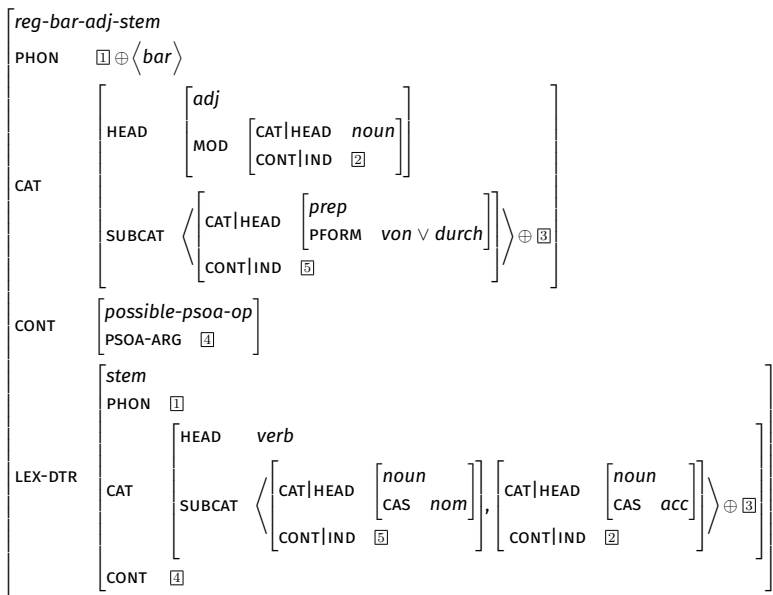 reg-bar-adj-stem
PHON 1 ⊕ ⟨bar⟩
adj
HEAD
MOD CAT|HEAD noun
CONT|IND 2
CAT
prep
CAT|HEAD
PFORM von ∨ durch
SUBCAT ⟨ ⟩ ⊕ 3
CONT|IND 5
possible-psoa-op
CONT
PSOA-ARG 4
stem
PHON 1
HEAD verb
LEX-DTR
noun noun
CAT CAT|HEAD CAT|HEAD
SUBCAT ⟨ CAS nom , CAS acc ⟩ ⊕ 3
CONT|IND 5 CONT|IND 2
CONT 4